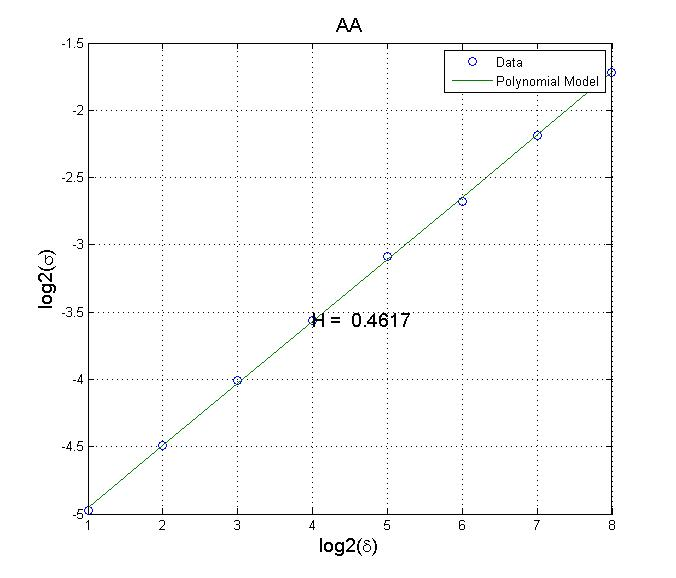 AA
Data
Polynomial Model
-1.5
-2
-2.5
-3
-3.5
-4
-4.5
-5
log2(σ)
H = 0.4617
1 2 3 4 5 6 7 8
log2(δ)